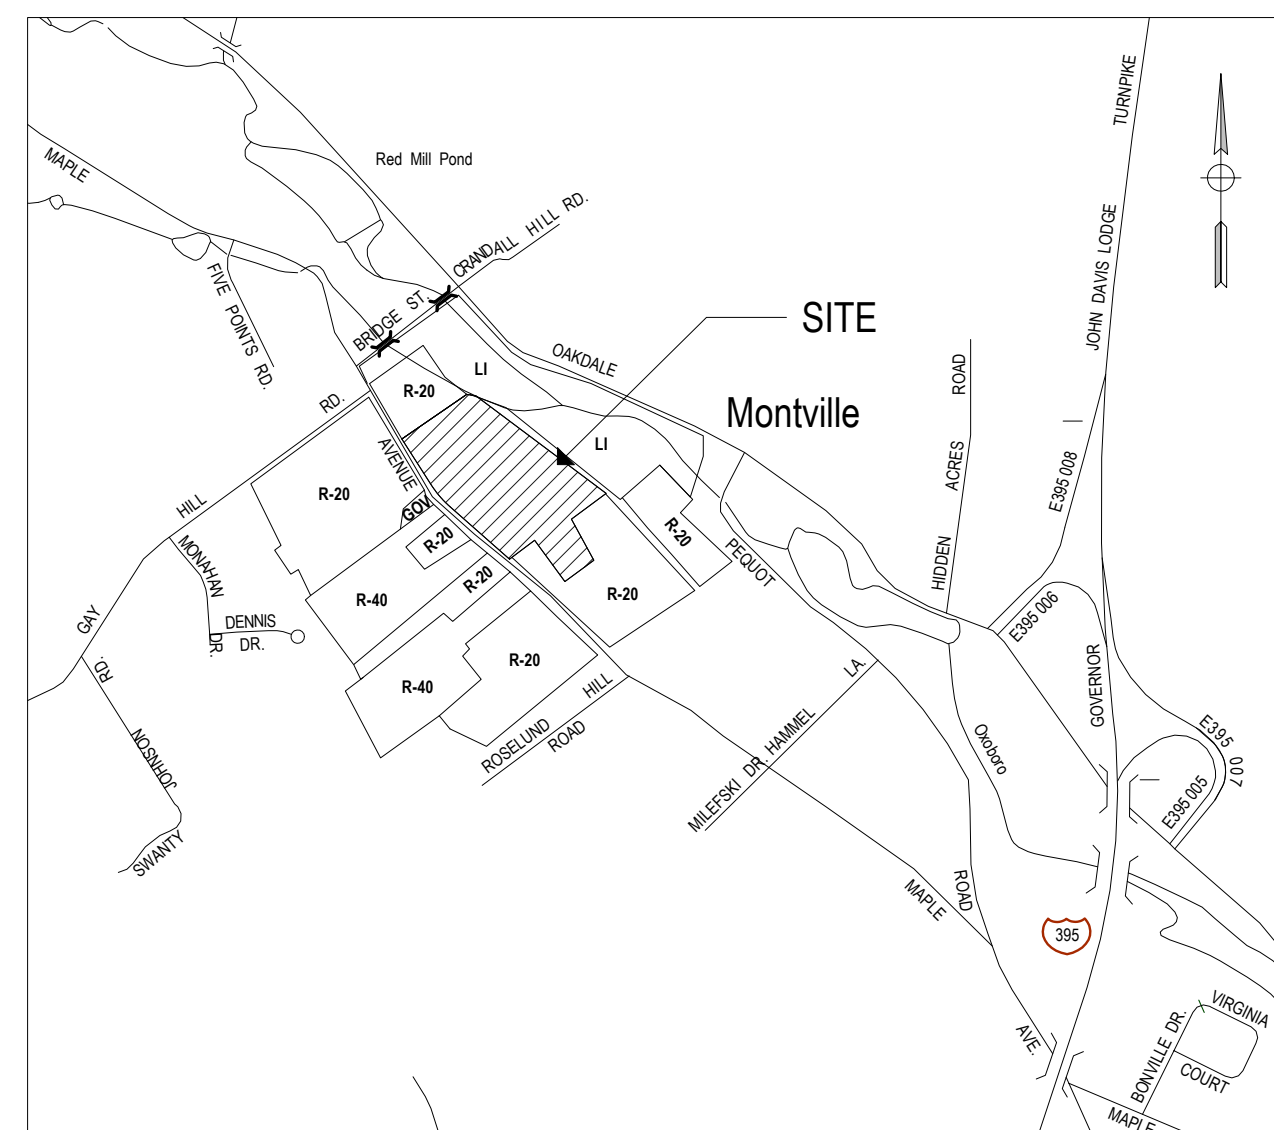 TURNPIKE
MAPLE
Red Mill Pond
CRANDALL HILL RD.
JOHN DAVIS LODGE
FIVE POINTS RD.
BRIDGE ST.
SITE
OAKDALE
LI
R-20
RD.
Montville
HIDDEN ACRES ROAD
AVENUE
LI
E395 008
R-20
HILL
GOV
R-20
R-20
MONAHAN DR.
PEQUOT
R-20
R-40
R-20
E395 006
GAY
DENNIS
DR.
RD.
R-20
R-40
HILL
LA.
GOVERNOR
ROSELUND
ROAD
MILEFSKI DR. HAMMEL
Oxoboro
E395 007
JOHNSON
E395 005
SWANTY
MAPLE
ROAD
395
VIRGINIA
AVE.
BONVILLE DR.
COURT
MAPLE